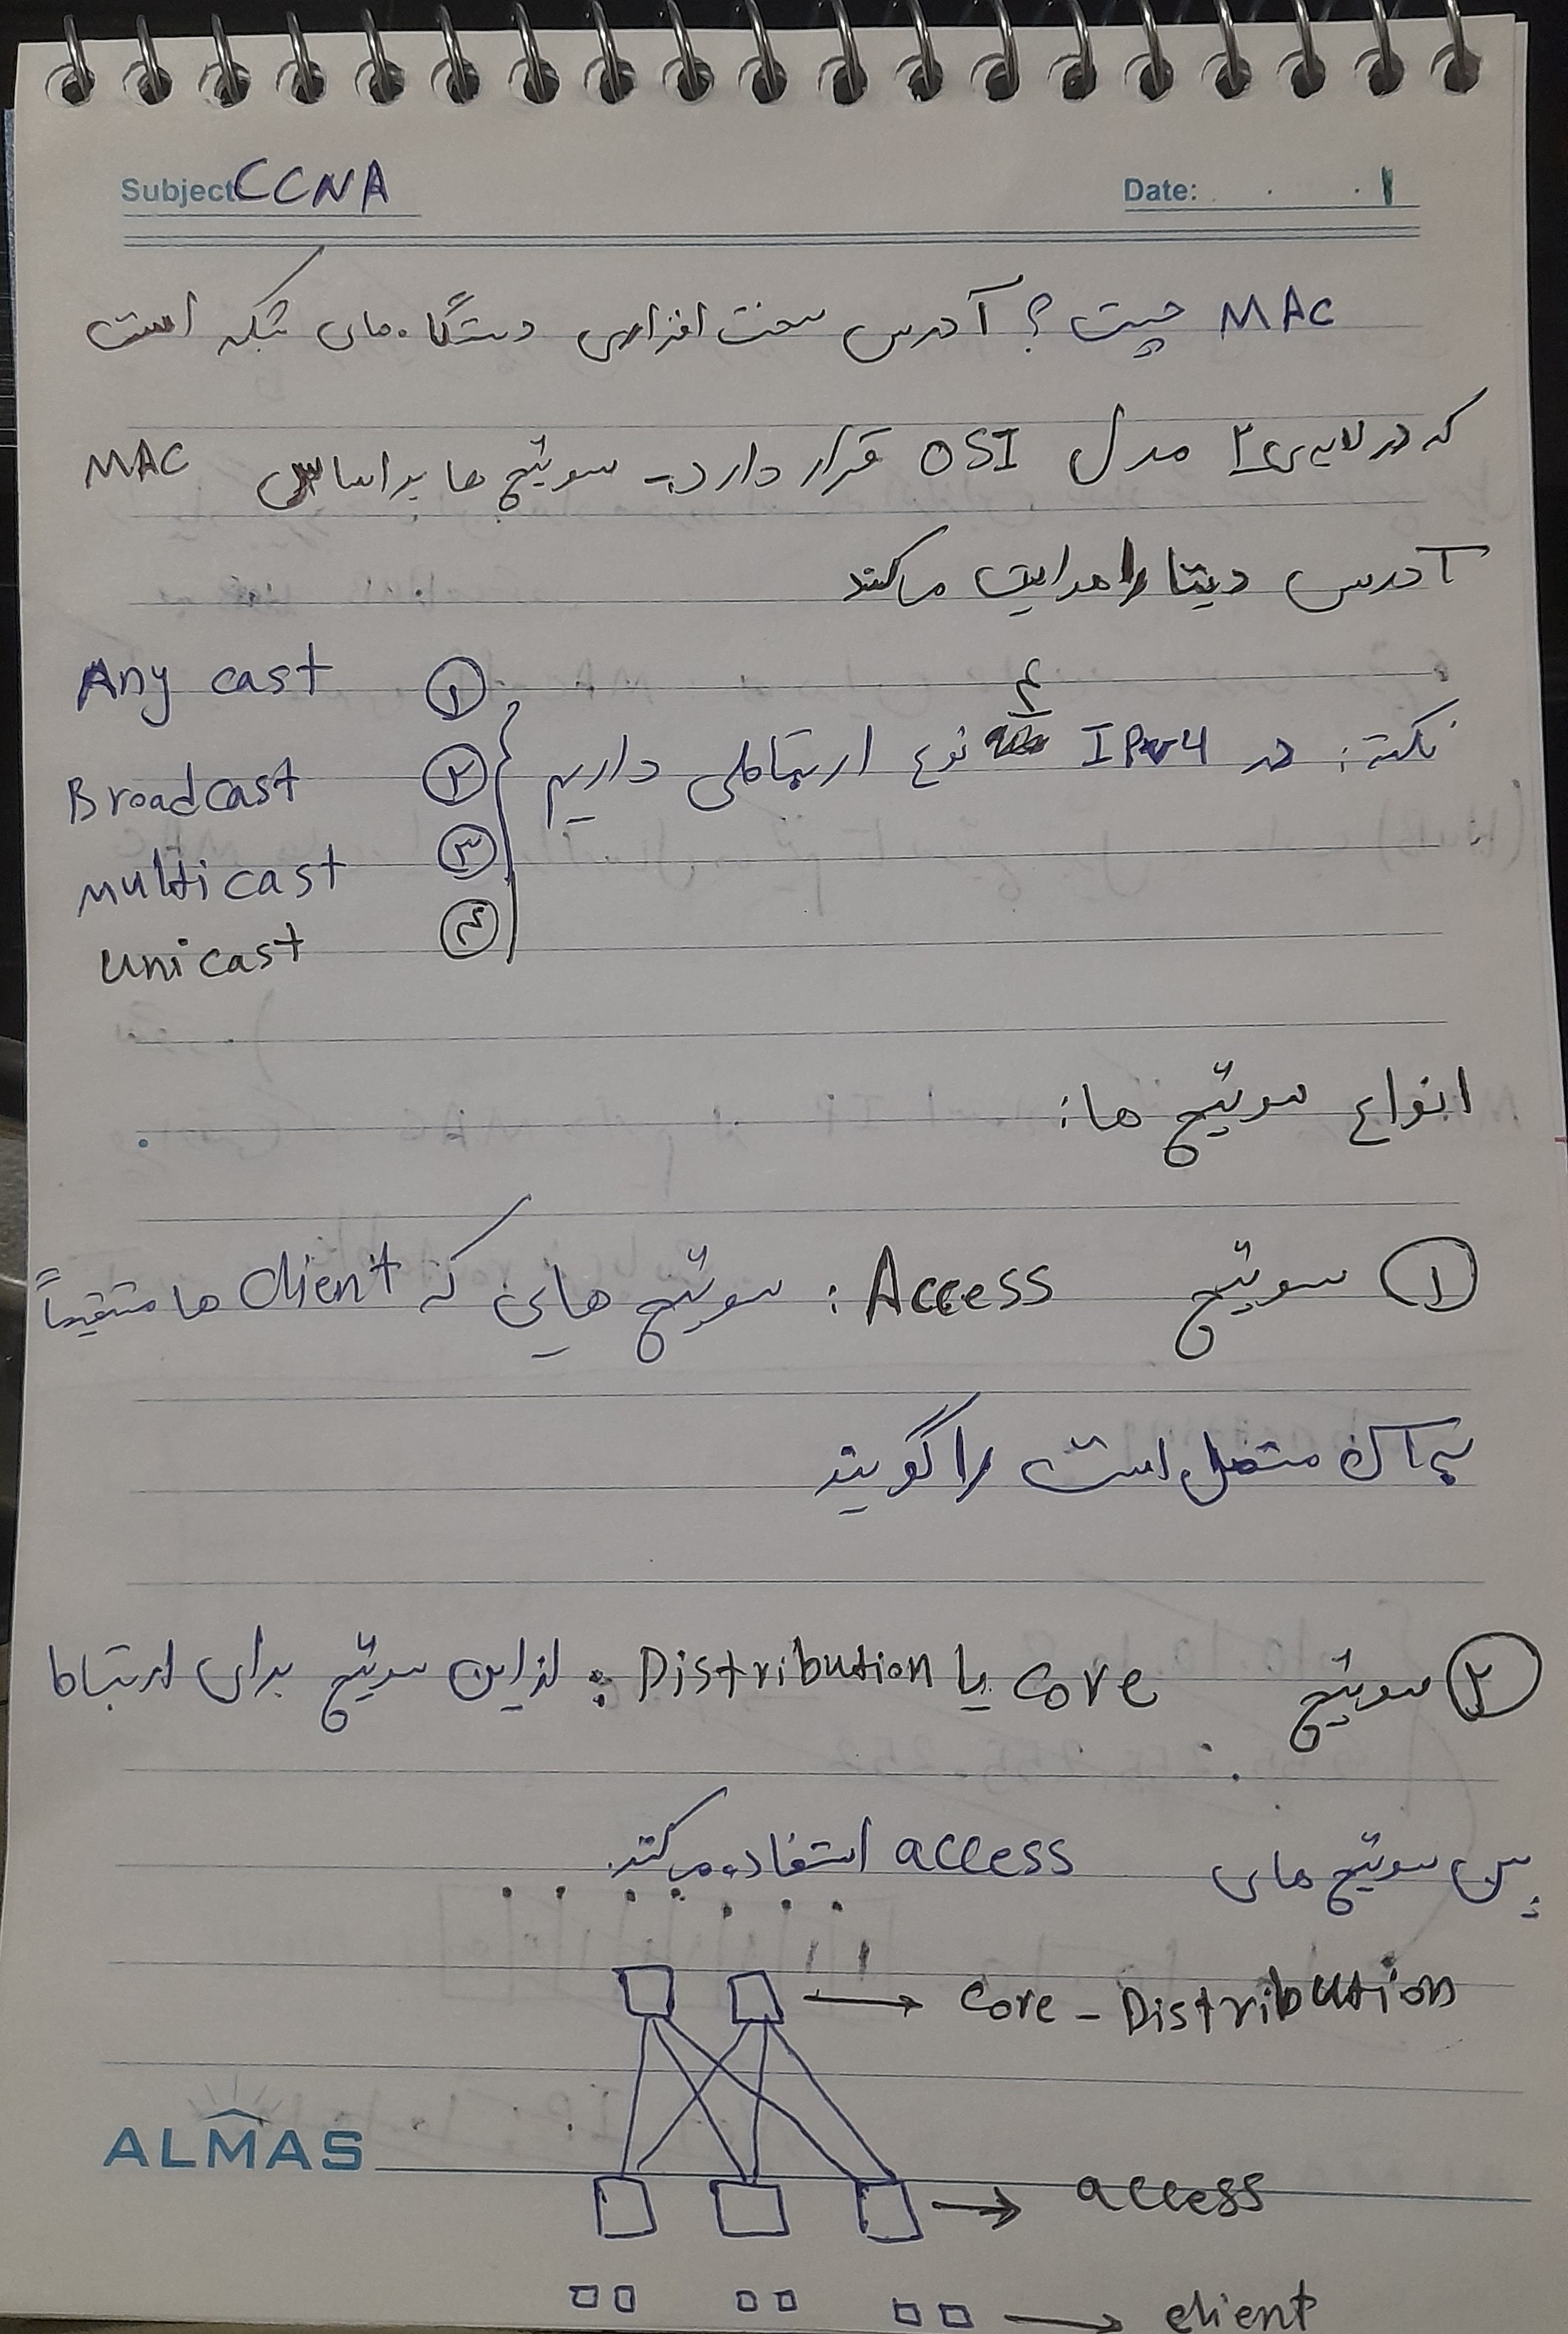 Subject: CCNA
Date: ۱
MAC چیست؟ آدرس سخت افزاری دستگاه های شبکه است
که در لایه ی ۲ مدل OSI قرار دارد - سوئیچ ها بر اساس MAC
آدرس دیتا را هدایت می کنند
نکته: در IPv4 ۴ نوع ارتباطی داریم
① Any cast
② Broadcast
③ multicast
④ unicast
انواع سوئیچ ها:
① سوئیچ Access: سوئیچ هایی که client ها مستقیماً
به آن متصل است را گویند
② سوئیچ Core یا Distribution: از این سوئیچ برای ارتباط
بین سوئیچ های access استفاده می کند.
Core - Distribution
ALMAS
access
client